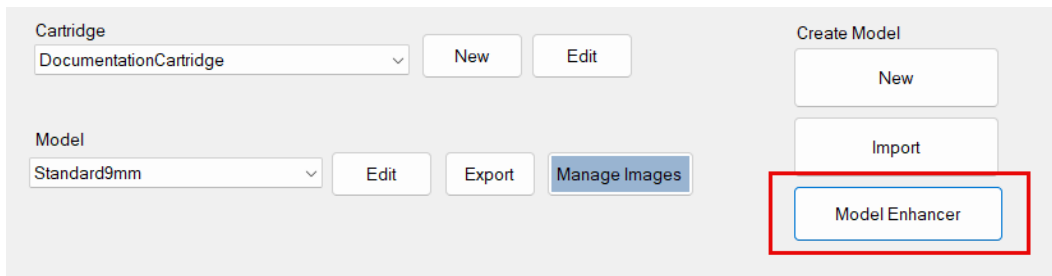 Cartridge
DocumentationCartridge
New
Edit
Model
Standard9mm
Edit
Export
Manage Images
Create Model
New
Import
Model Enhancer